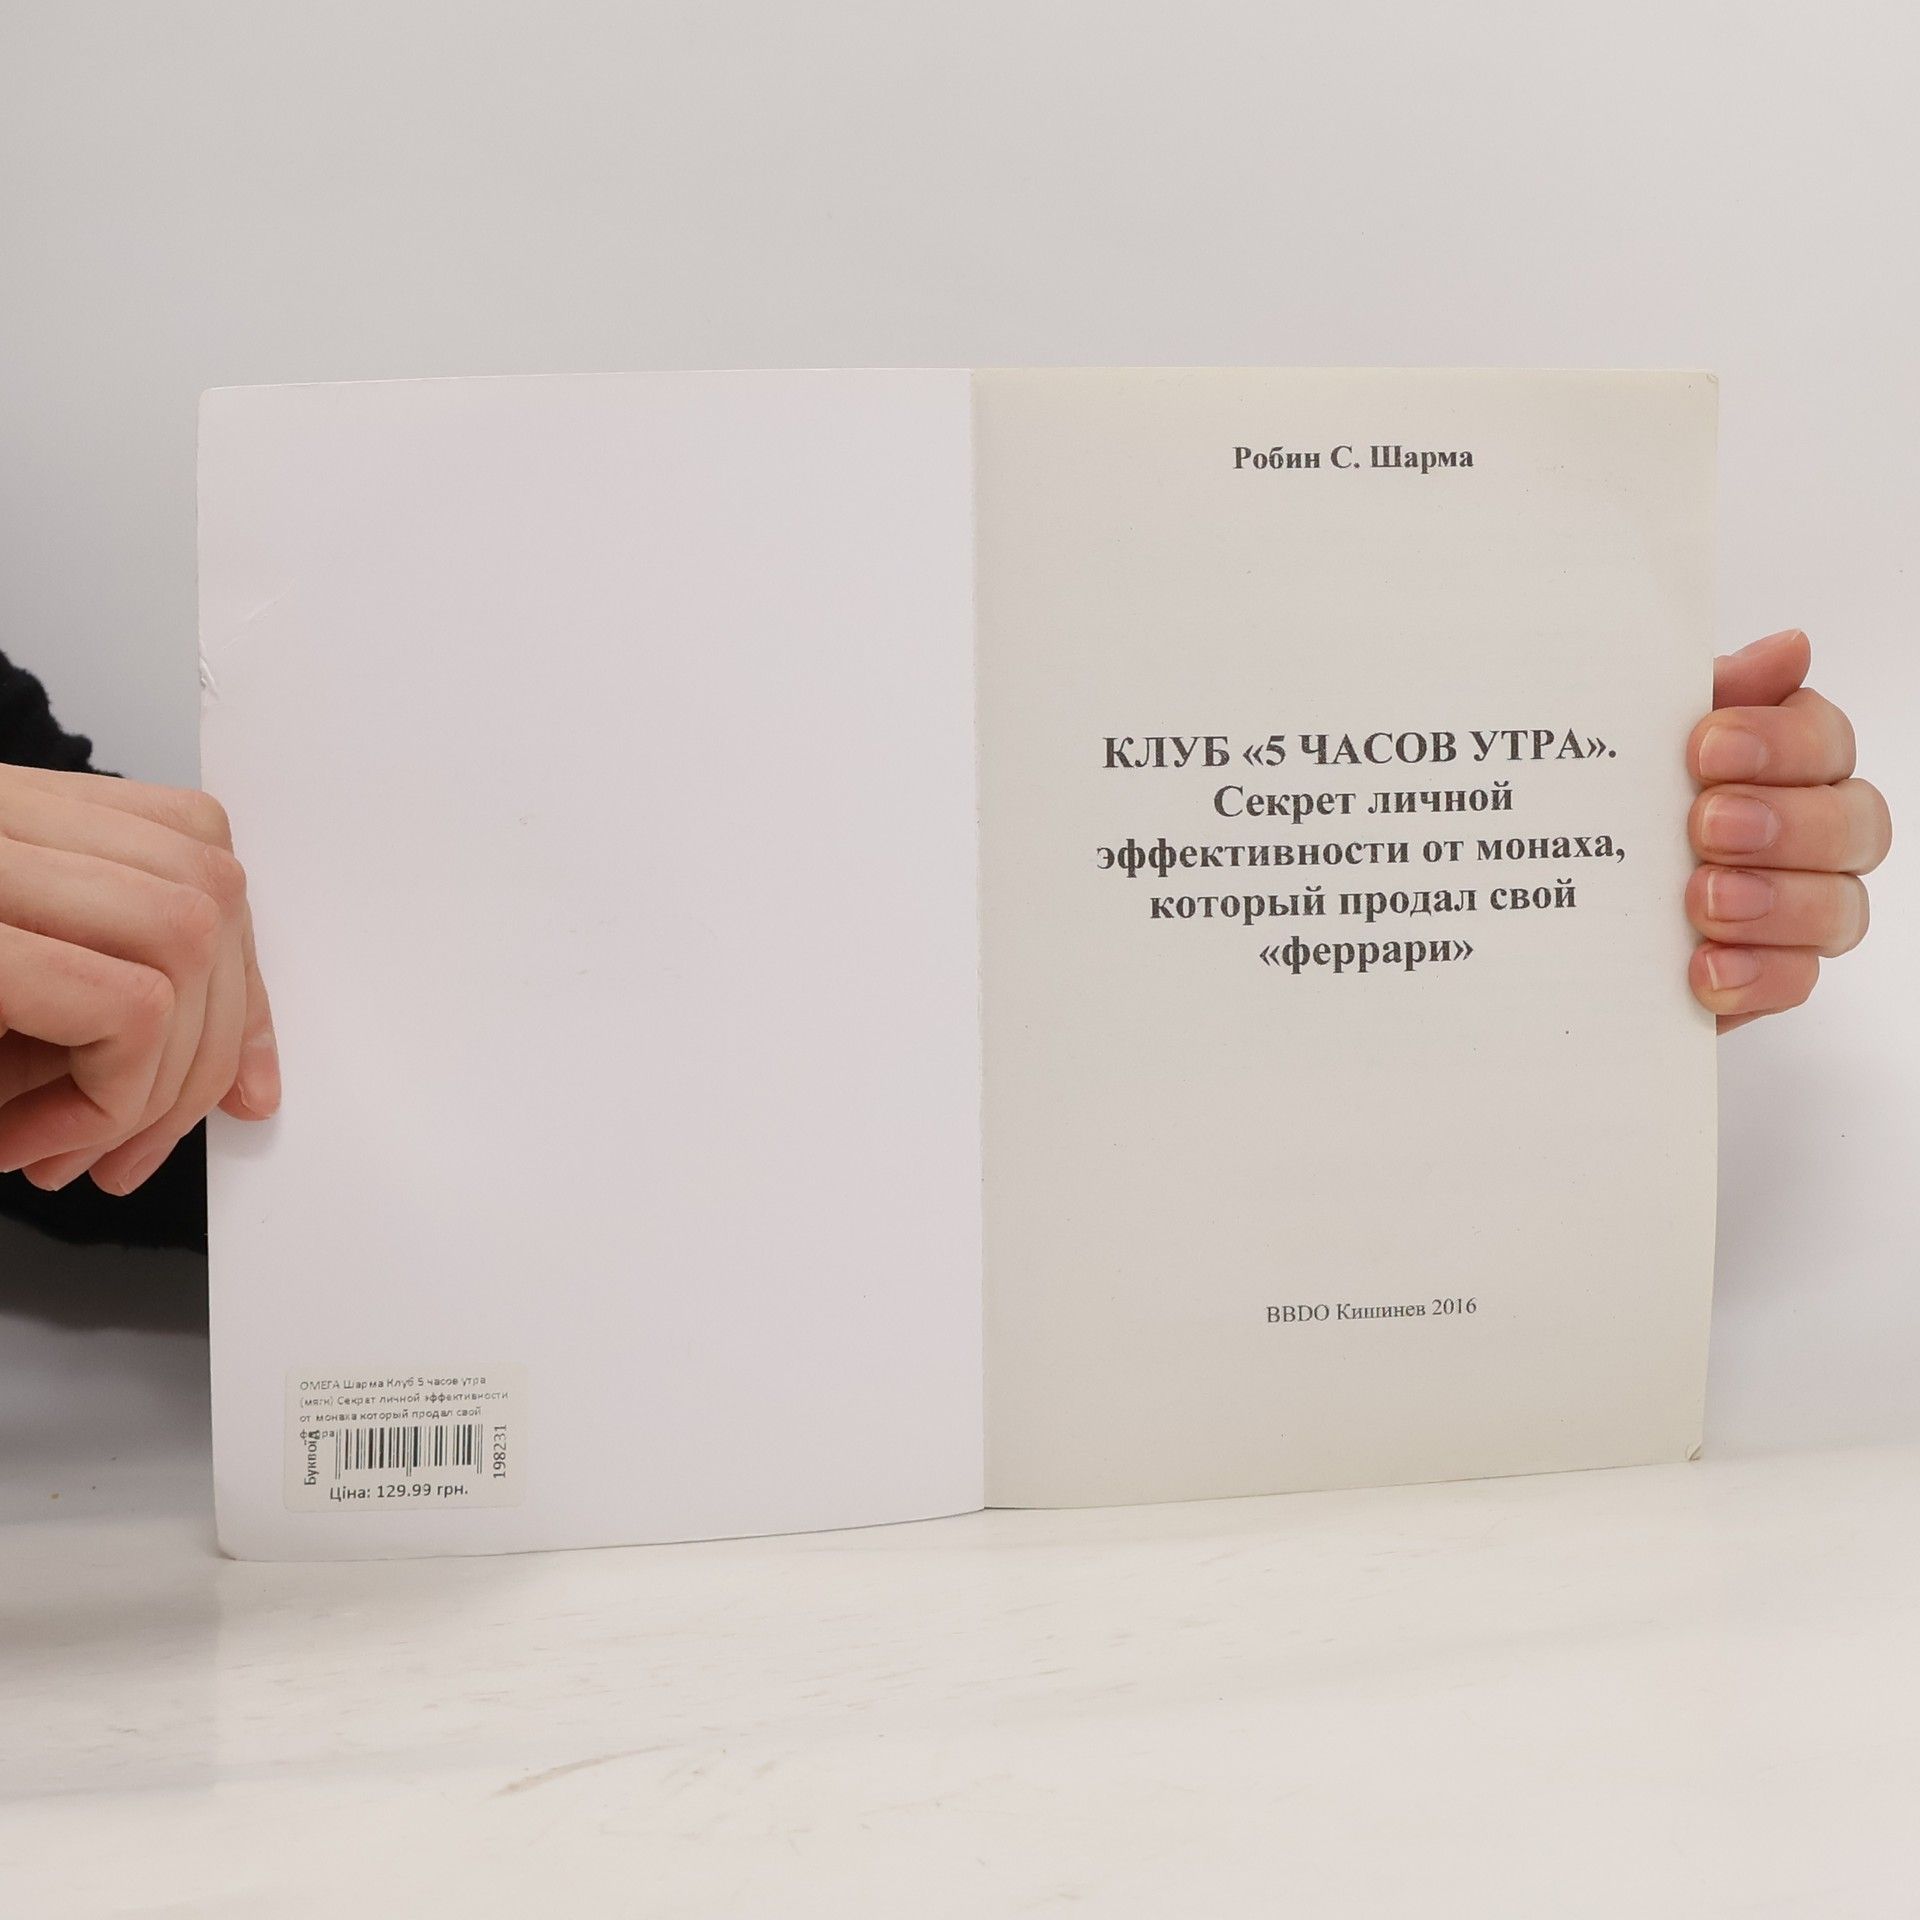 ОМЕГА Шарма Клуб 5 часов утра
(мягк) Секрет личной эффективности
от монаха который продал свой
Буквоїд
198231
Ціна: 129.99 грн.
Робин С. Шарма
КЛУБ «5 ЧАСОВ УТРА».
Секрет личной
эффективности от монаха,
который продал свой
«феррари»
BBDO Кишинев 2016